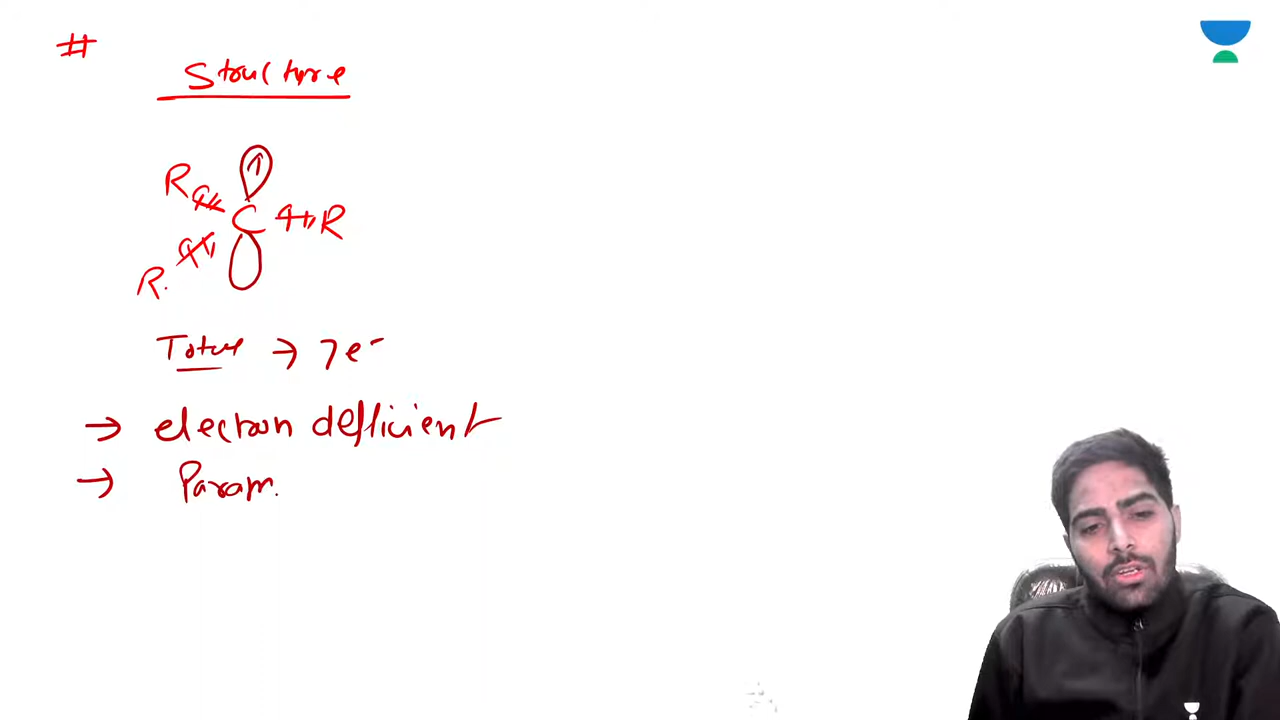 #
Structure
R
C R
R.
Total → 7e⁻
→ electron deficient
→ Param.